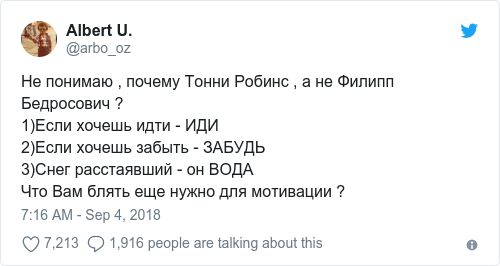 Albert U.
@arbo_oz
Не понимаю , почему Тонни Робинс , а не Филипп
Бедросович ?
1)Если хочешь идти - ИДИ
2)Если хочешь забыть - ЗАБУДЬ
3)Снег расстаявший - он ВОДА
Что Вам блять еще нужно для мотивации ?
7:16 AM - Sep 4, 2018
7,213 1,916 people are talking about this